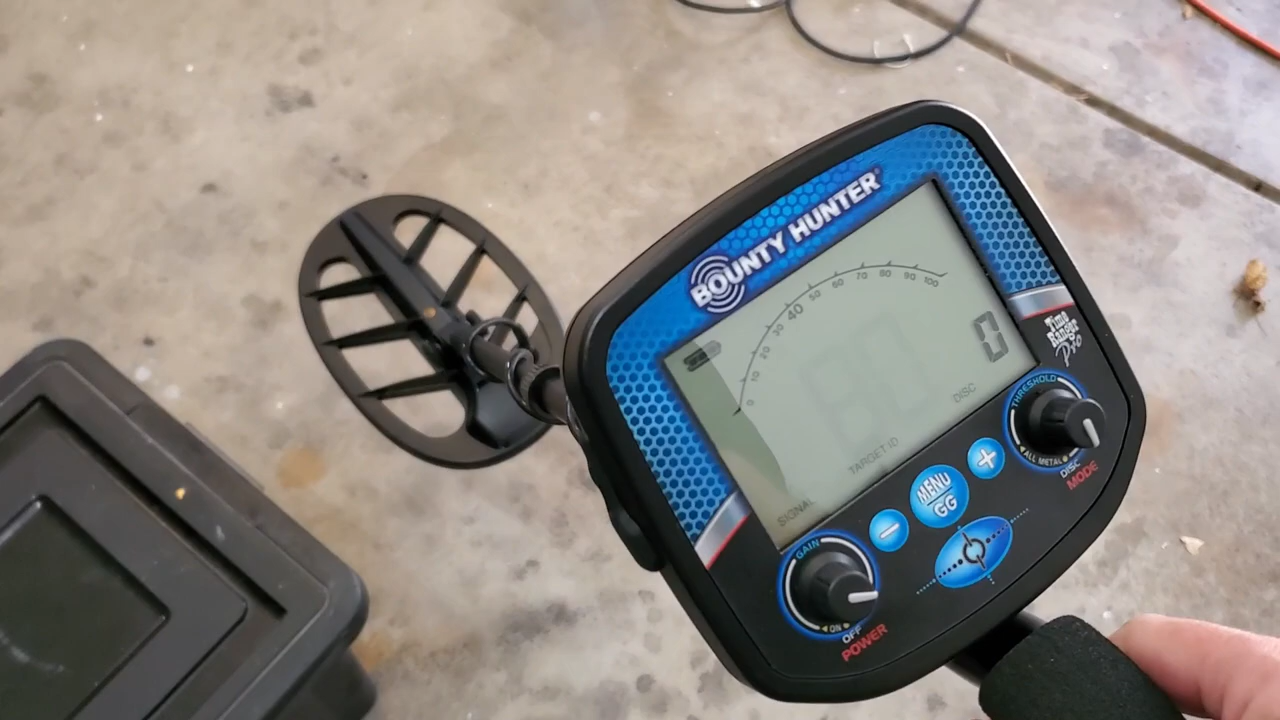 BOUNTY HUNTER®
0 10 20 30 40 50 60 70 80 90 100
0
DISC
TARGET ID
SIGNAL
Time
Ranger
Pro
THRESHOLD
ALL METAL
DISC
MODE
+
MENU
GG
-
GAIN
ON
OFF
POWER